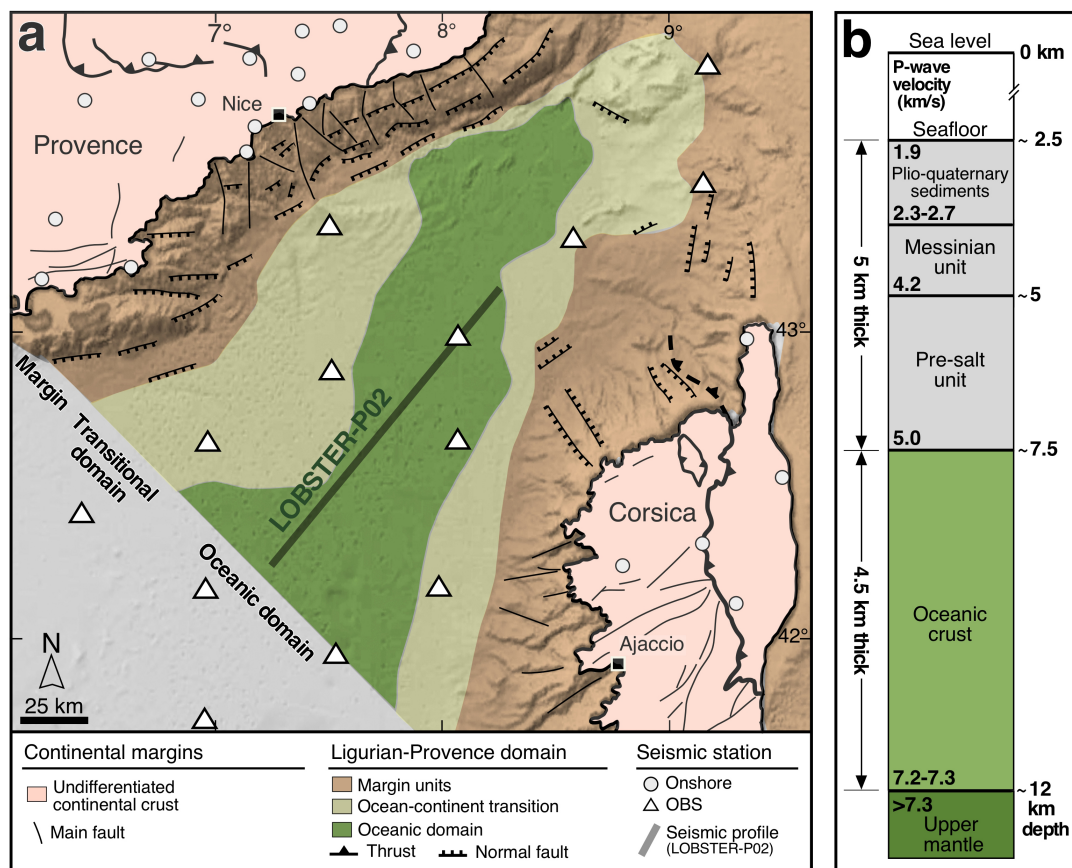 a
7°
8°
9°
Nice
Provence
43°
LOBSTER-P02
Margin
Transitional
domain
Oceanic domain
Corsica
Ajaccio
42°
N
25 km
Continental margins
Undifferentiated
continental crust
Main fault
Ligurian-Provence domain
Margin units
Ocean-continent transition
Oceanic domain
Thrust
Normal fault
Seismic station
Onshore
OBS
Seismic profile
(LOBSTER-P02)
b
Sea level
0 km
P-wave
velocity
(km/s)
Seafloor
~ 2.5
1.9
Plio-quaternary
sediments
2.3-2.7
Messinian
unit
4.2
~5
5 km thick
Pre-salt
unit
5.0
~7.5
4.5 km thick
Oceanic
crust
7.2-7.3
~12
km
depth
>7.3
Upper
mantle